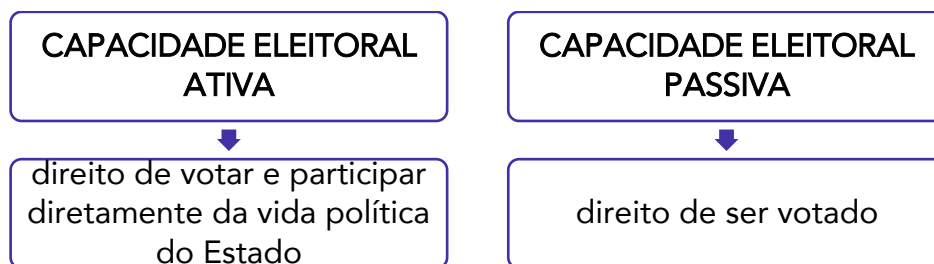 CAPACIDADE ELEITORAL
ATIVA
direito de votar e participar
diretamente da vida política
do Estado
CAPACIDADE ELEITORAL
PASSIVA
direito de ser votado